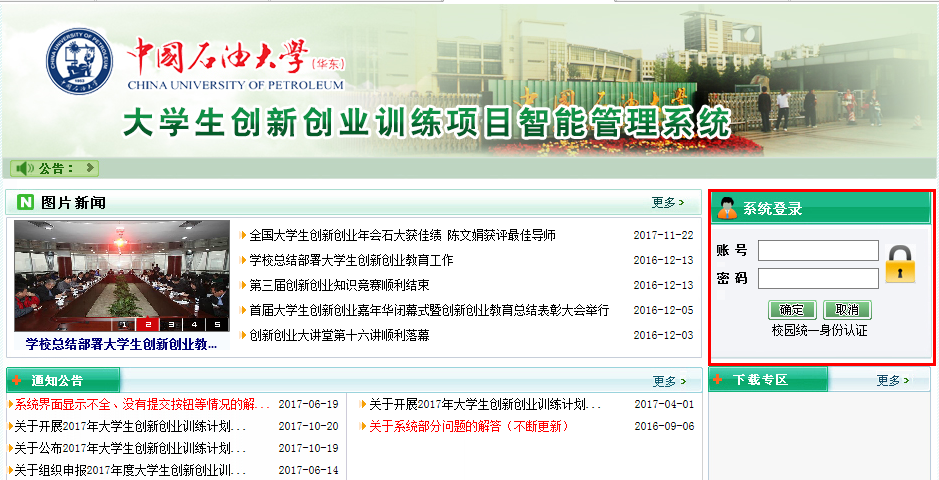 中国石油大学(华东)
CHINA UNIVERSITY OF PETROLEUM
大学生创新创业训练项目智能管理系统
公告：
N 图片新闻
更多
全国大学生创新创业年会石大获佳绩 陈文娟获评最佳导师 2017-11-22
学校总结部署大学生创新创业教育工作 2016-12-13
第三届创新创业知识竞赛顺利结束 2016-12-13
首届大学生创新创业嘉年华闭幕式暨创新创业教育总结表彰大会举行 2016-12-05
创新创业大讲堂第十六讲顺利落幕 2016-12-03
1 2 3 4 5
学校总结部署大学生创新创业教...
系统登录
账 号
密 码
确定 取消
校园统一身份认证
通知公告
更多
系统界面显示不全、没有提交按钮等情况的解... 2017-06-19
关于开展2017年大学生创新创业训练计划... 2017-10-20
关于公布2017年大学生创新创业训练计划... 2017-10-19
关于组织申报2017年度大学生创新创业训... 2017-06-14
关于开展2017年大学生创新创业训练计划... 2017-04-01
关于系统部分问题的解答（不断更新） 2016-09-06
下载专区
更多